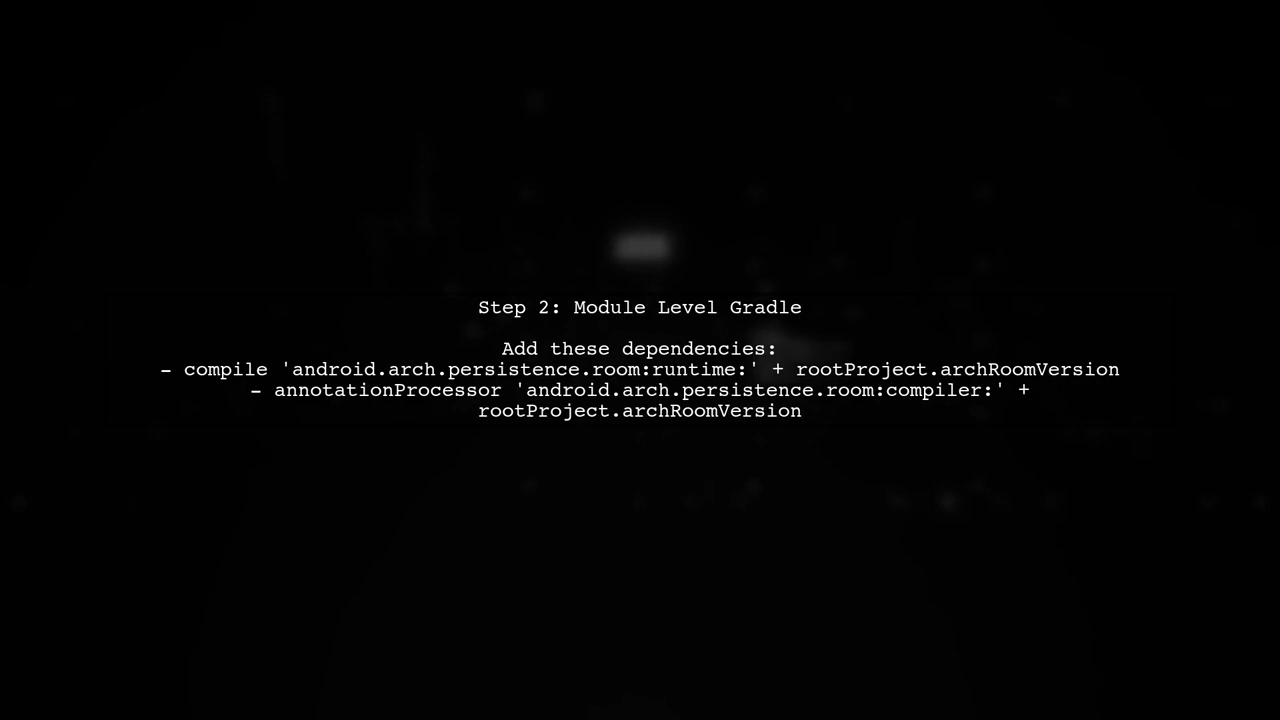 Step 2: Module Level Gradle
Add these dependencies:
- compile 'android.arch.persistence.room:runtime:' + rootProject.archRoomVersion
- annotationProcessor 'android.arch.persistence.room:compiler:' +
rootProject.archRoomVersion